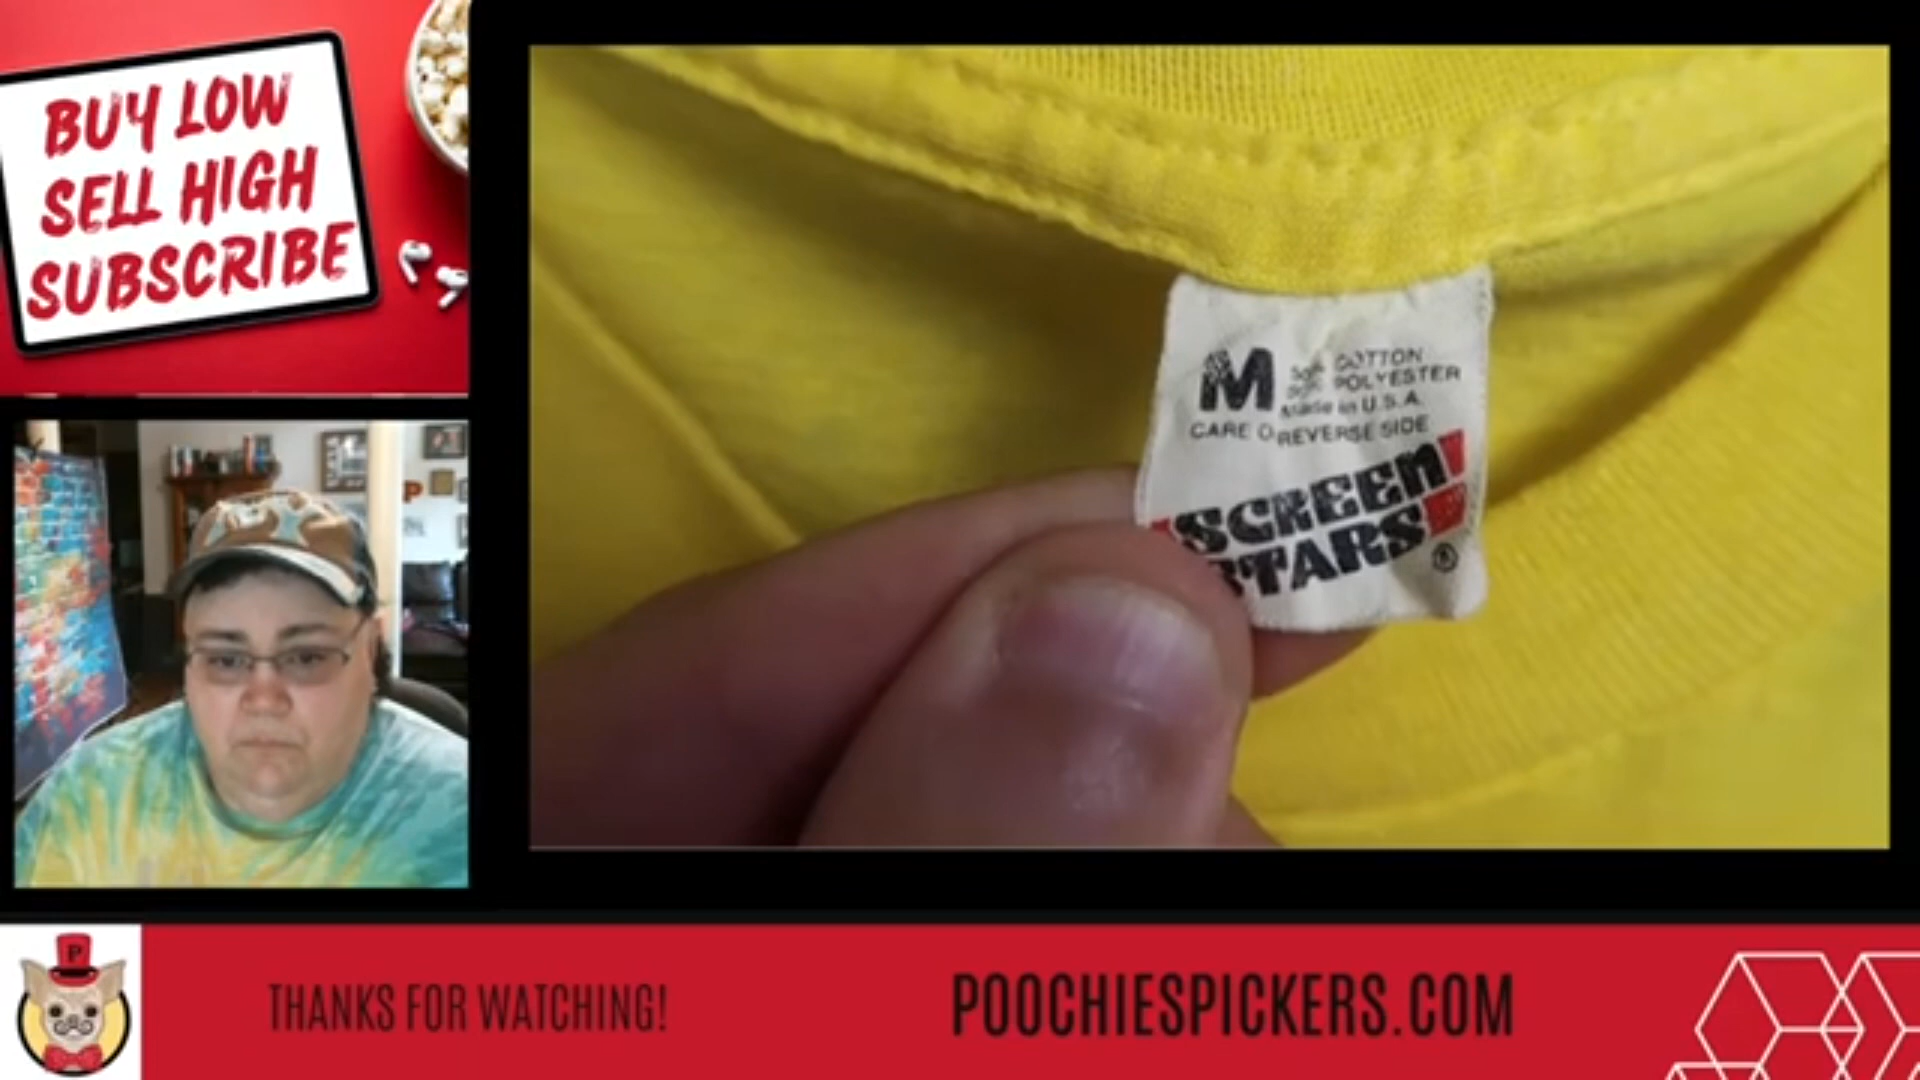 BUY LOW
SELL HIGH
SUBSCRIBE
M
COTTON
POLYESTER
Made in U.S.A.
CARE O REVERSE SIDE
SCREEN
STARS
®
P
P
THANKS FOR WATCHING!
POOCHIESPICKERS.COM